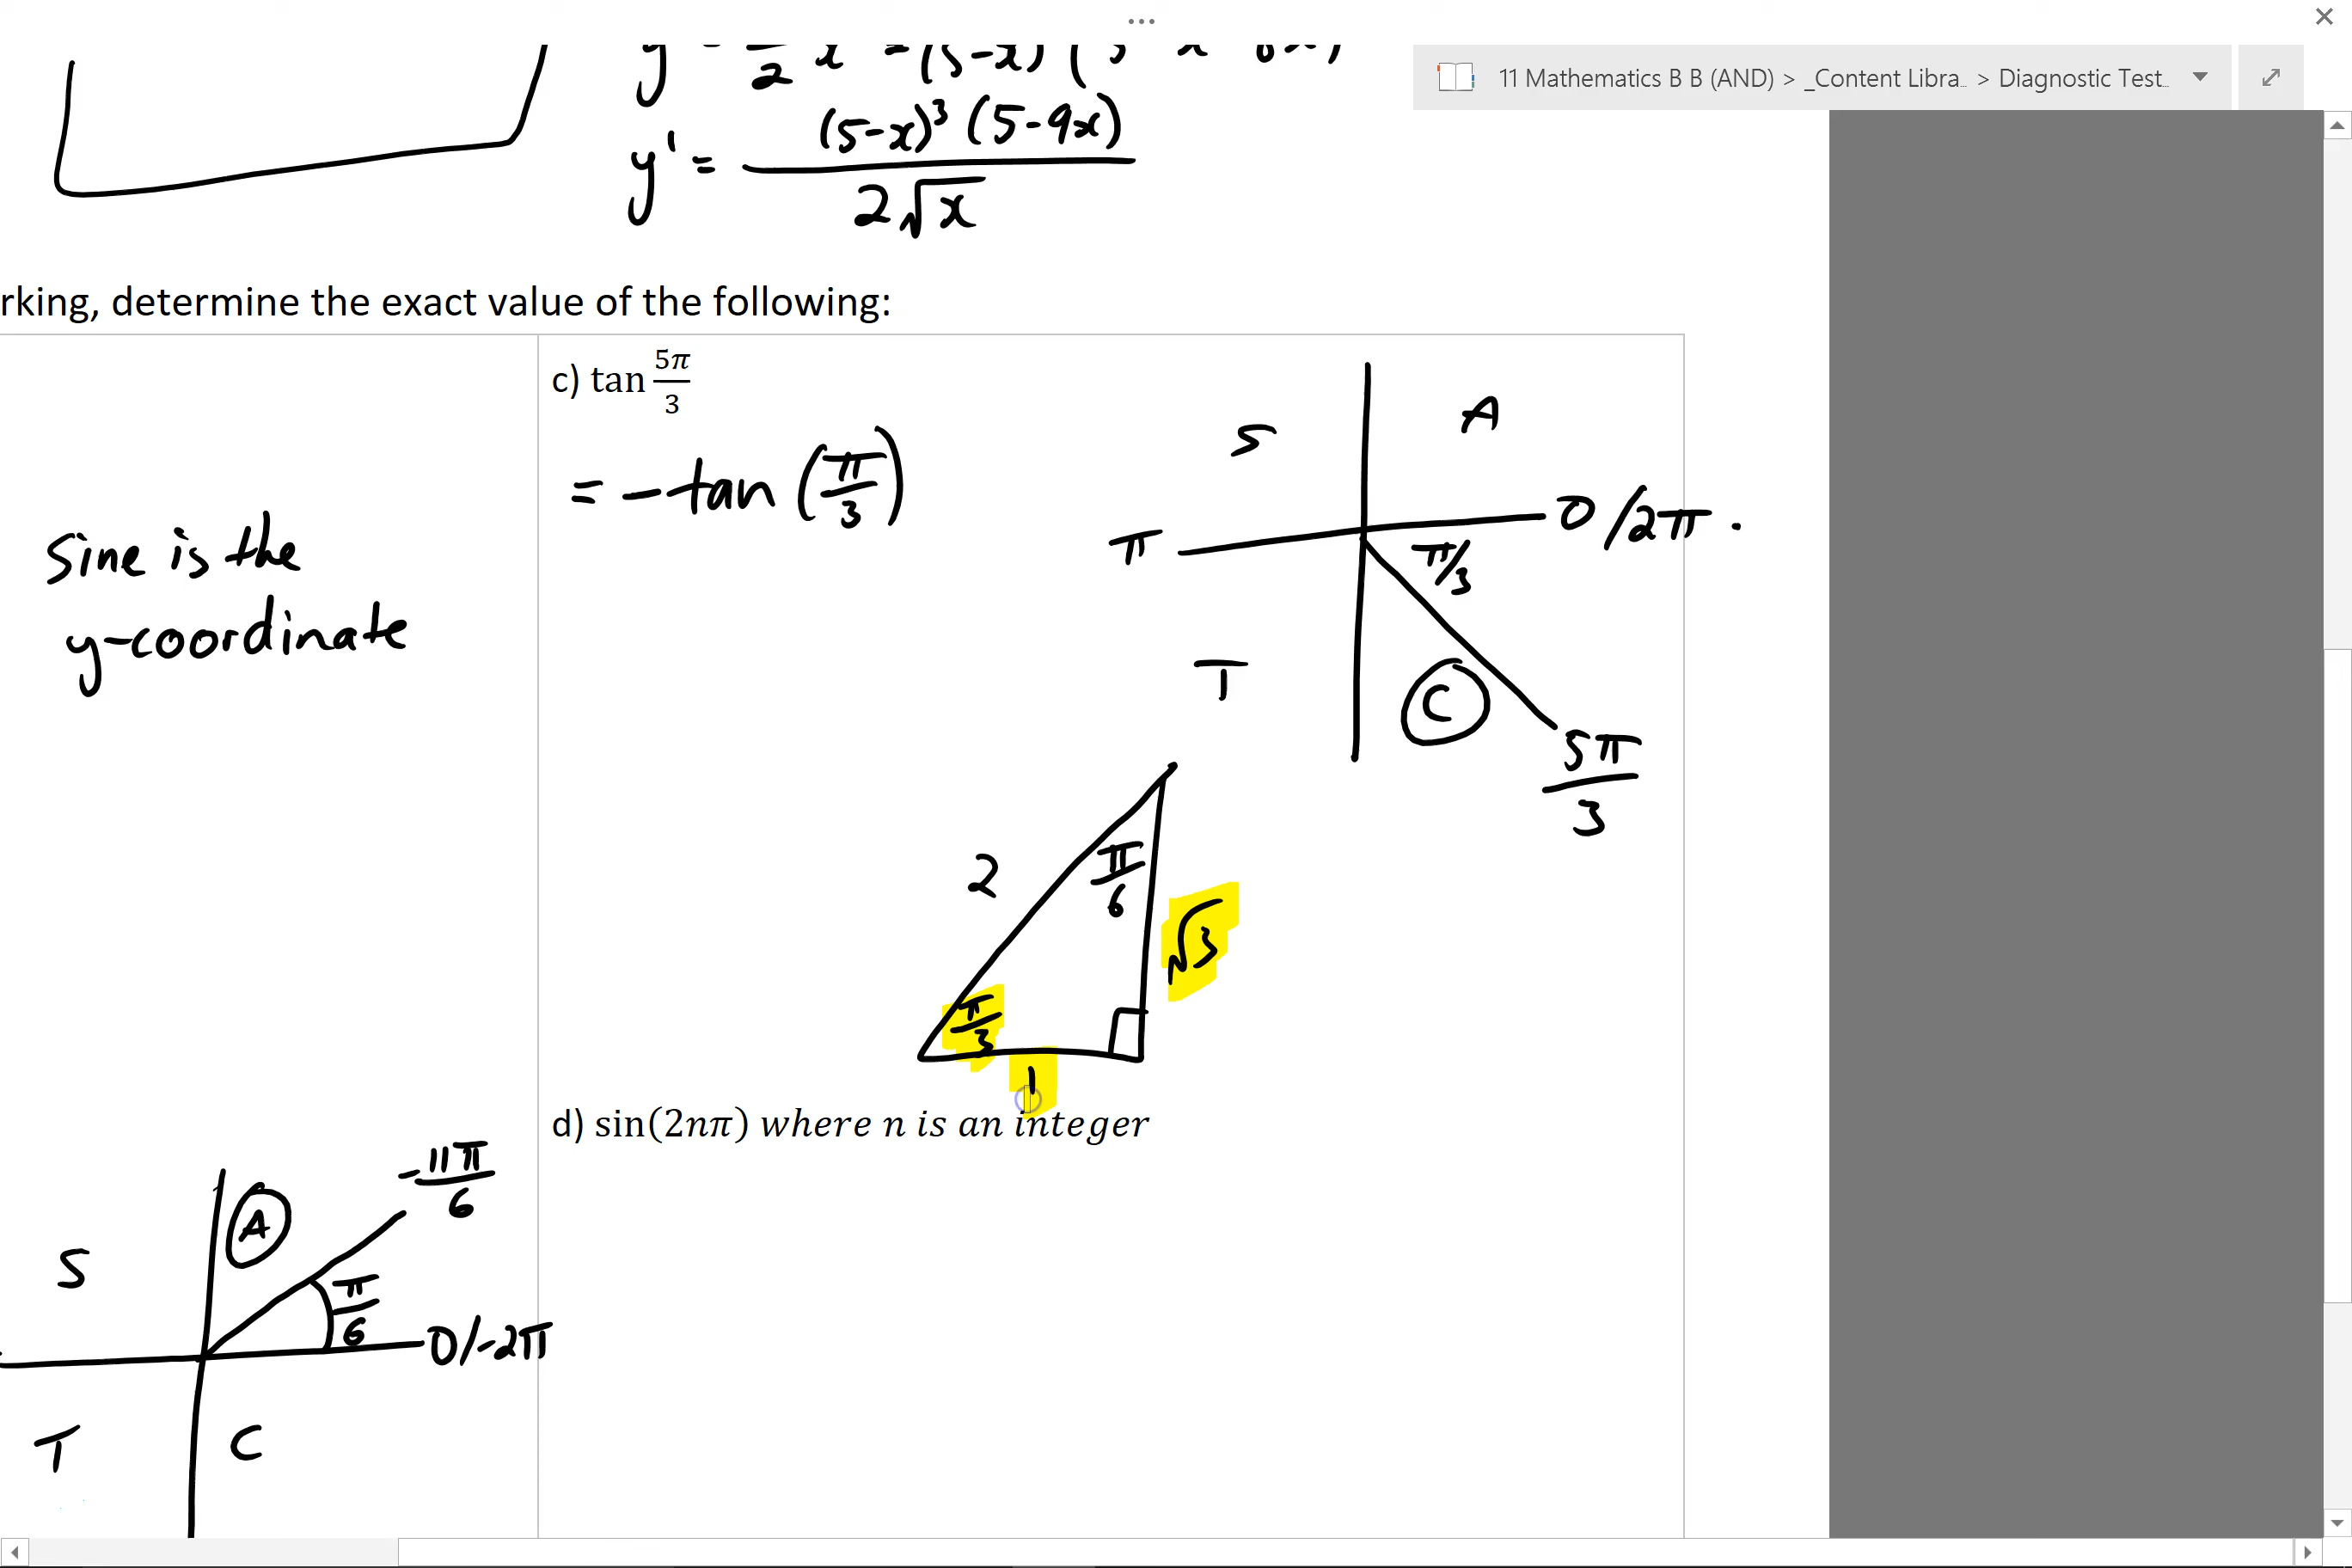 11 Mathematics B B (AND) > _Content Libra... > Diagnostic Test...
y' = (5-x)³ (5-9x) / 2√x
rking, determine the exact value of the following:
c) tan 5π/3
= -tan (π/3)
S
A
π
0/2π.
π/3
T
C
5π/3
Sine is the
y-coordinate
2
π/6
√3
π/3
1
d) sin(2nπ) where n is an integer
-11π/6
S
A
π/6
0/-2π
T
C